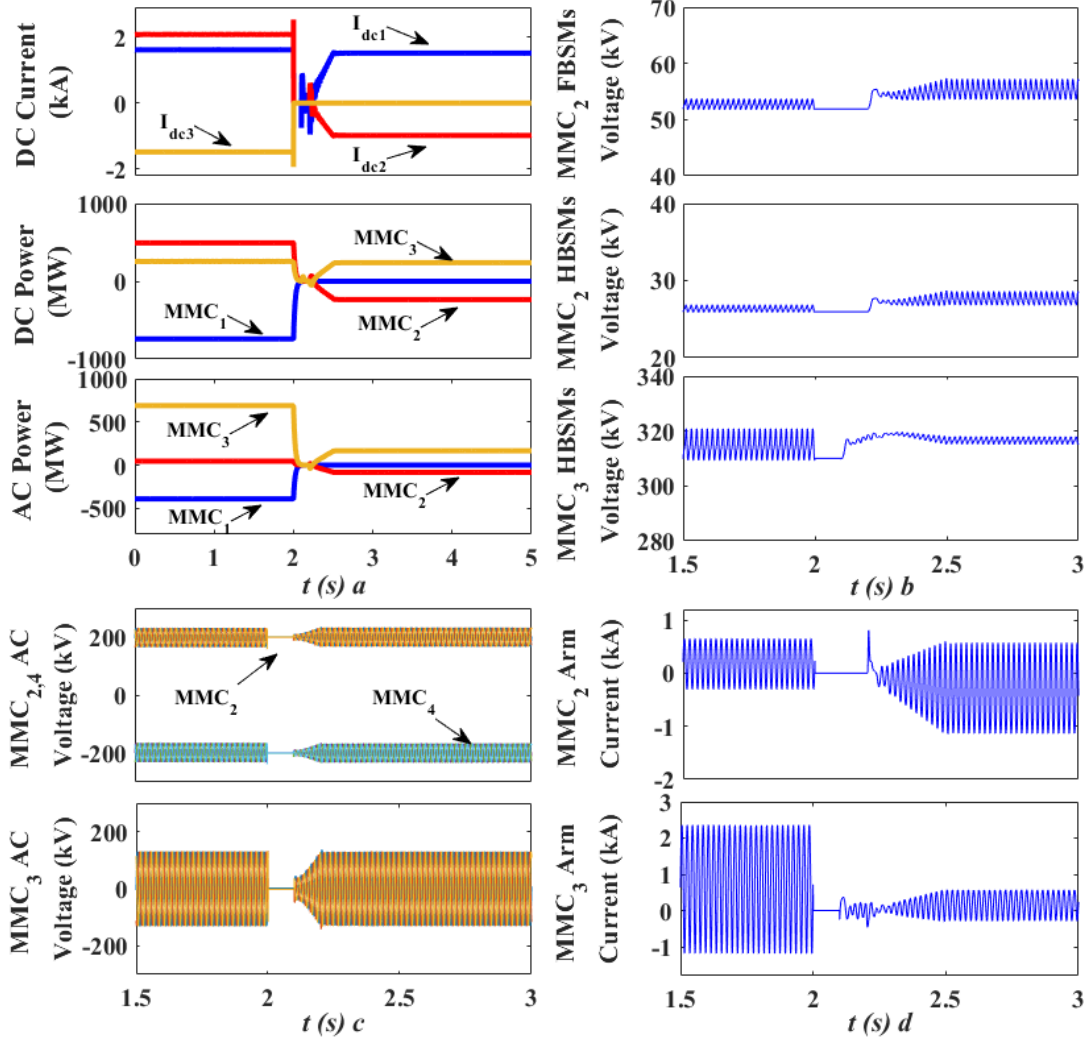 DC Current
(kA)
2
0
-2
I_dc1
I_dc3
I_dc2
DC Power
(MW)
1000
0
-1000
MMC_3
MMC_1
MMC_2
AC Power
(MW)
1000
500
0
-500
MMC_3
MMC_2
MMC_1
0 1 2 3 4 5
t (s) a
MMC_2 FBSMs
Voltage (kV)
70
60
50
40
MMC_2 HBSMs
Voltage (kV)
40
30
20
MMC_3 HBSMs
Voltage (kV)
340
320
300
280
1.5 2 2.5 3
t (s) b
MMC_2,4 AC
Voltage (kV)
200
0
-200
MMC_2
MMC_4
MMC_3 AC
Voltage (kV)
200
0
-200
1.5 2 2.5 3
t (s) c
MMC_2 Arm
Current (kA)
1
0
-1
-2
MMC_3 Arm
Current (kA)
3
2
1
0
-1
1.5 2 2.5 3
t (s) d